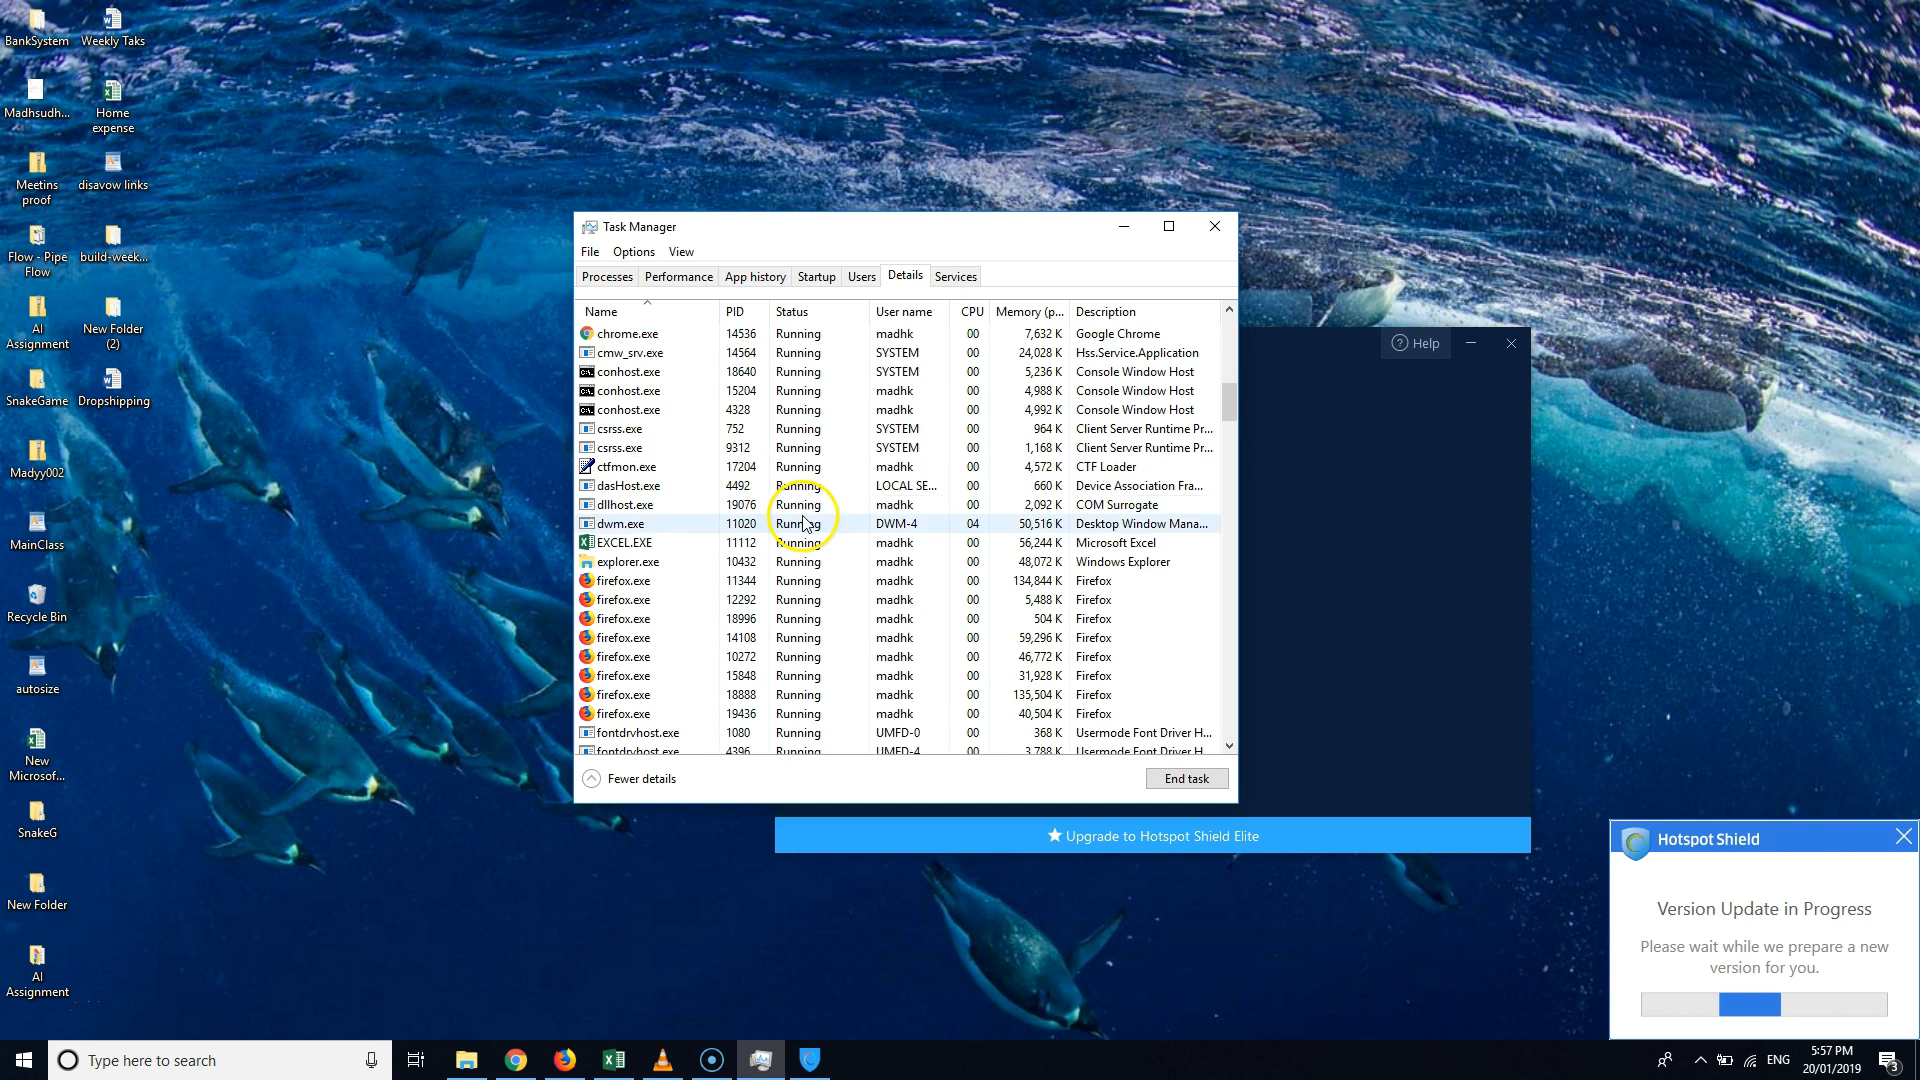 BankSystem
Weekly Taks
Madhsudh...
Home
expense
Meetins
proof
disavow links
Flow - Pipe
Flow
build-week...
AI
Assignment
New Folder
(2)
SnakeGame
Dropshipping
Madyy002
MainClass
Recycle Bin
autosize
New
Microsof...
SnakeG
New Folder
AI
Assignment
Task Manager
File Options View
Processes Performance App history Startup Users Details Services
Name PID Status User name CPU Memory (p... Description
chrome.exe 14536 Running madhk 00 7,632 K Google Chrome
cmw_srv.exe 14564 Running SYSTEM 00 24,028 K Hss.Service.Application
conhost.exe 18640 Running SYSTEM 00 5,236 K Console Window Host
conhost.exe 15204 Running madhk 00 4,988 K Console Window Host
conhost.exe 4328 Running madhk 00 4,992 K Console Window Host
csrss.exe 752 Running SYSTEM 00 964 K Client Server Runtime Pr...
csrss.exe 9312 Running SYSTEM 00 1,168 K Client Server Runtime Pr...
ctfmon.exe 17204 Running madhk 00 4,572 K CTF Loader
dasHost.exe 4492 Running LOCAL SE... 00 660 K Device Association Fra...
dllhost.exe 19076 Running madhk 00 2,092 K COM Surrogate
dwm.exe 11020 Running DWM-4 04 50,516 K Desktop Window Mana...
EXCEL.EXE 11112 Running madhk 00 56,244 K Microsoft Excel
explorer.exe 10432 Running madhk 00 48,072 K Windows Explorer
firefox.exe 11344 Running madhk 00 134,844 K Firefox
firefox.exe 12292 Running madhk 00 5,488 K Firefox
firefox.exe 18996 Running madhk 00 504 K Firefox
firefox.exe 14108 Running madhk 00 59,296 K Firefox
firefox.exe 10272 Running madhk 00 46,772 K Firefox
firefox.exe 15848 Running madhk 00 31,928 K Firefox
firefox.exe 18888 Running madhk 00 135,504 K Firefox
firefox.exe 19436 Running madhk 00 40,504 K Firefox
fontdrvhost.exe 1080 Running UMFD-0 00 368 K Usermode Font Driver H...
fontdrvhost.exe 4396 Running UMFD-4 00 3,788 K Usermode Font Driver H...
Fewer details
End task
Help
Upgrade to Hotspot Shield Elite
Hotspot Shield
Version Update in Progress
Please wait while we prepare a new
version for you.
Type here to search
ENG
5:57 PM
20/01/2019
3